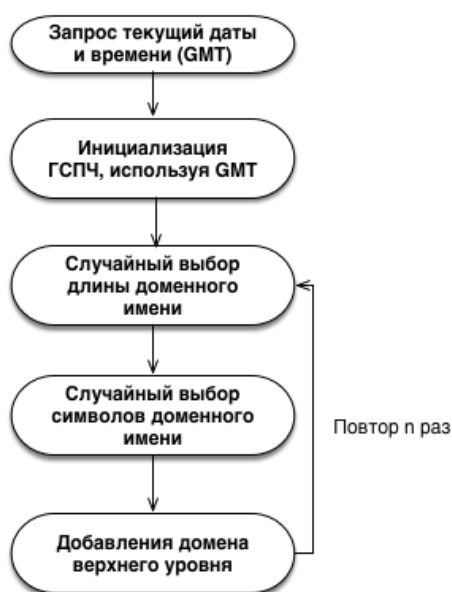 Запрос текущий даты
и времени (GMT)
Инициализация
ГСПЧ, используя GMT
Случайный выбор
длины доменного
имени
Случайный выбор
символов доменного
имени
Повтор n раз
Добавления домена
верхнего уровня